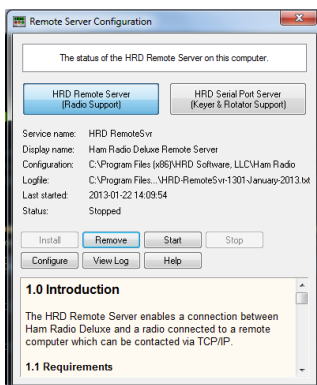 Remote Server Configuration
The status of the HRD Remote Server on this computer.
HRD Remote Server
(Radio Support)
HRD Serial Port Server
(Keyer & Rotator Support)
Service name: HRD RemoteSvr
Display name: Ham Radio Deluxe Remote Server
Configuration: C:\Program Files (x86)\HRD Software, LLC\Ham Radio
Logfile: C:\Program Files...\HRD-RemoteSvr-1301-January-2013.txt
Last started: 2013-01-22 14:09:54
Status: Stopped
Install Remove Start Stop
Configure View Log Help
1.0 Introduction
The HRD Remote Server enables a connection between
Ham Radio Deluxe and a radio connected to a remote
computer which can be contacted via TCP/IP.
1.1 Requirements